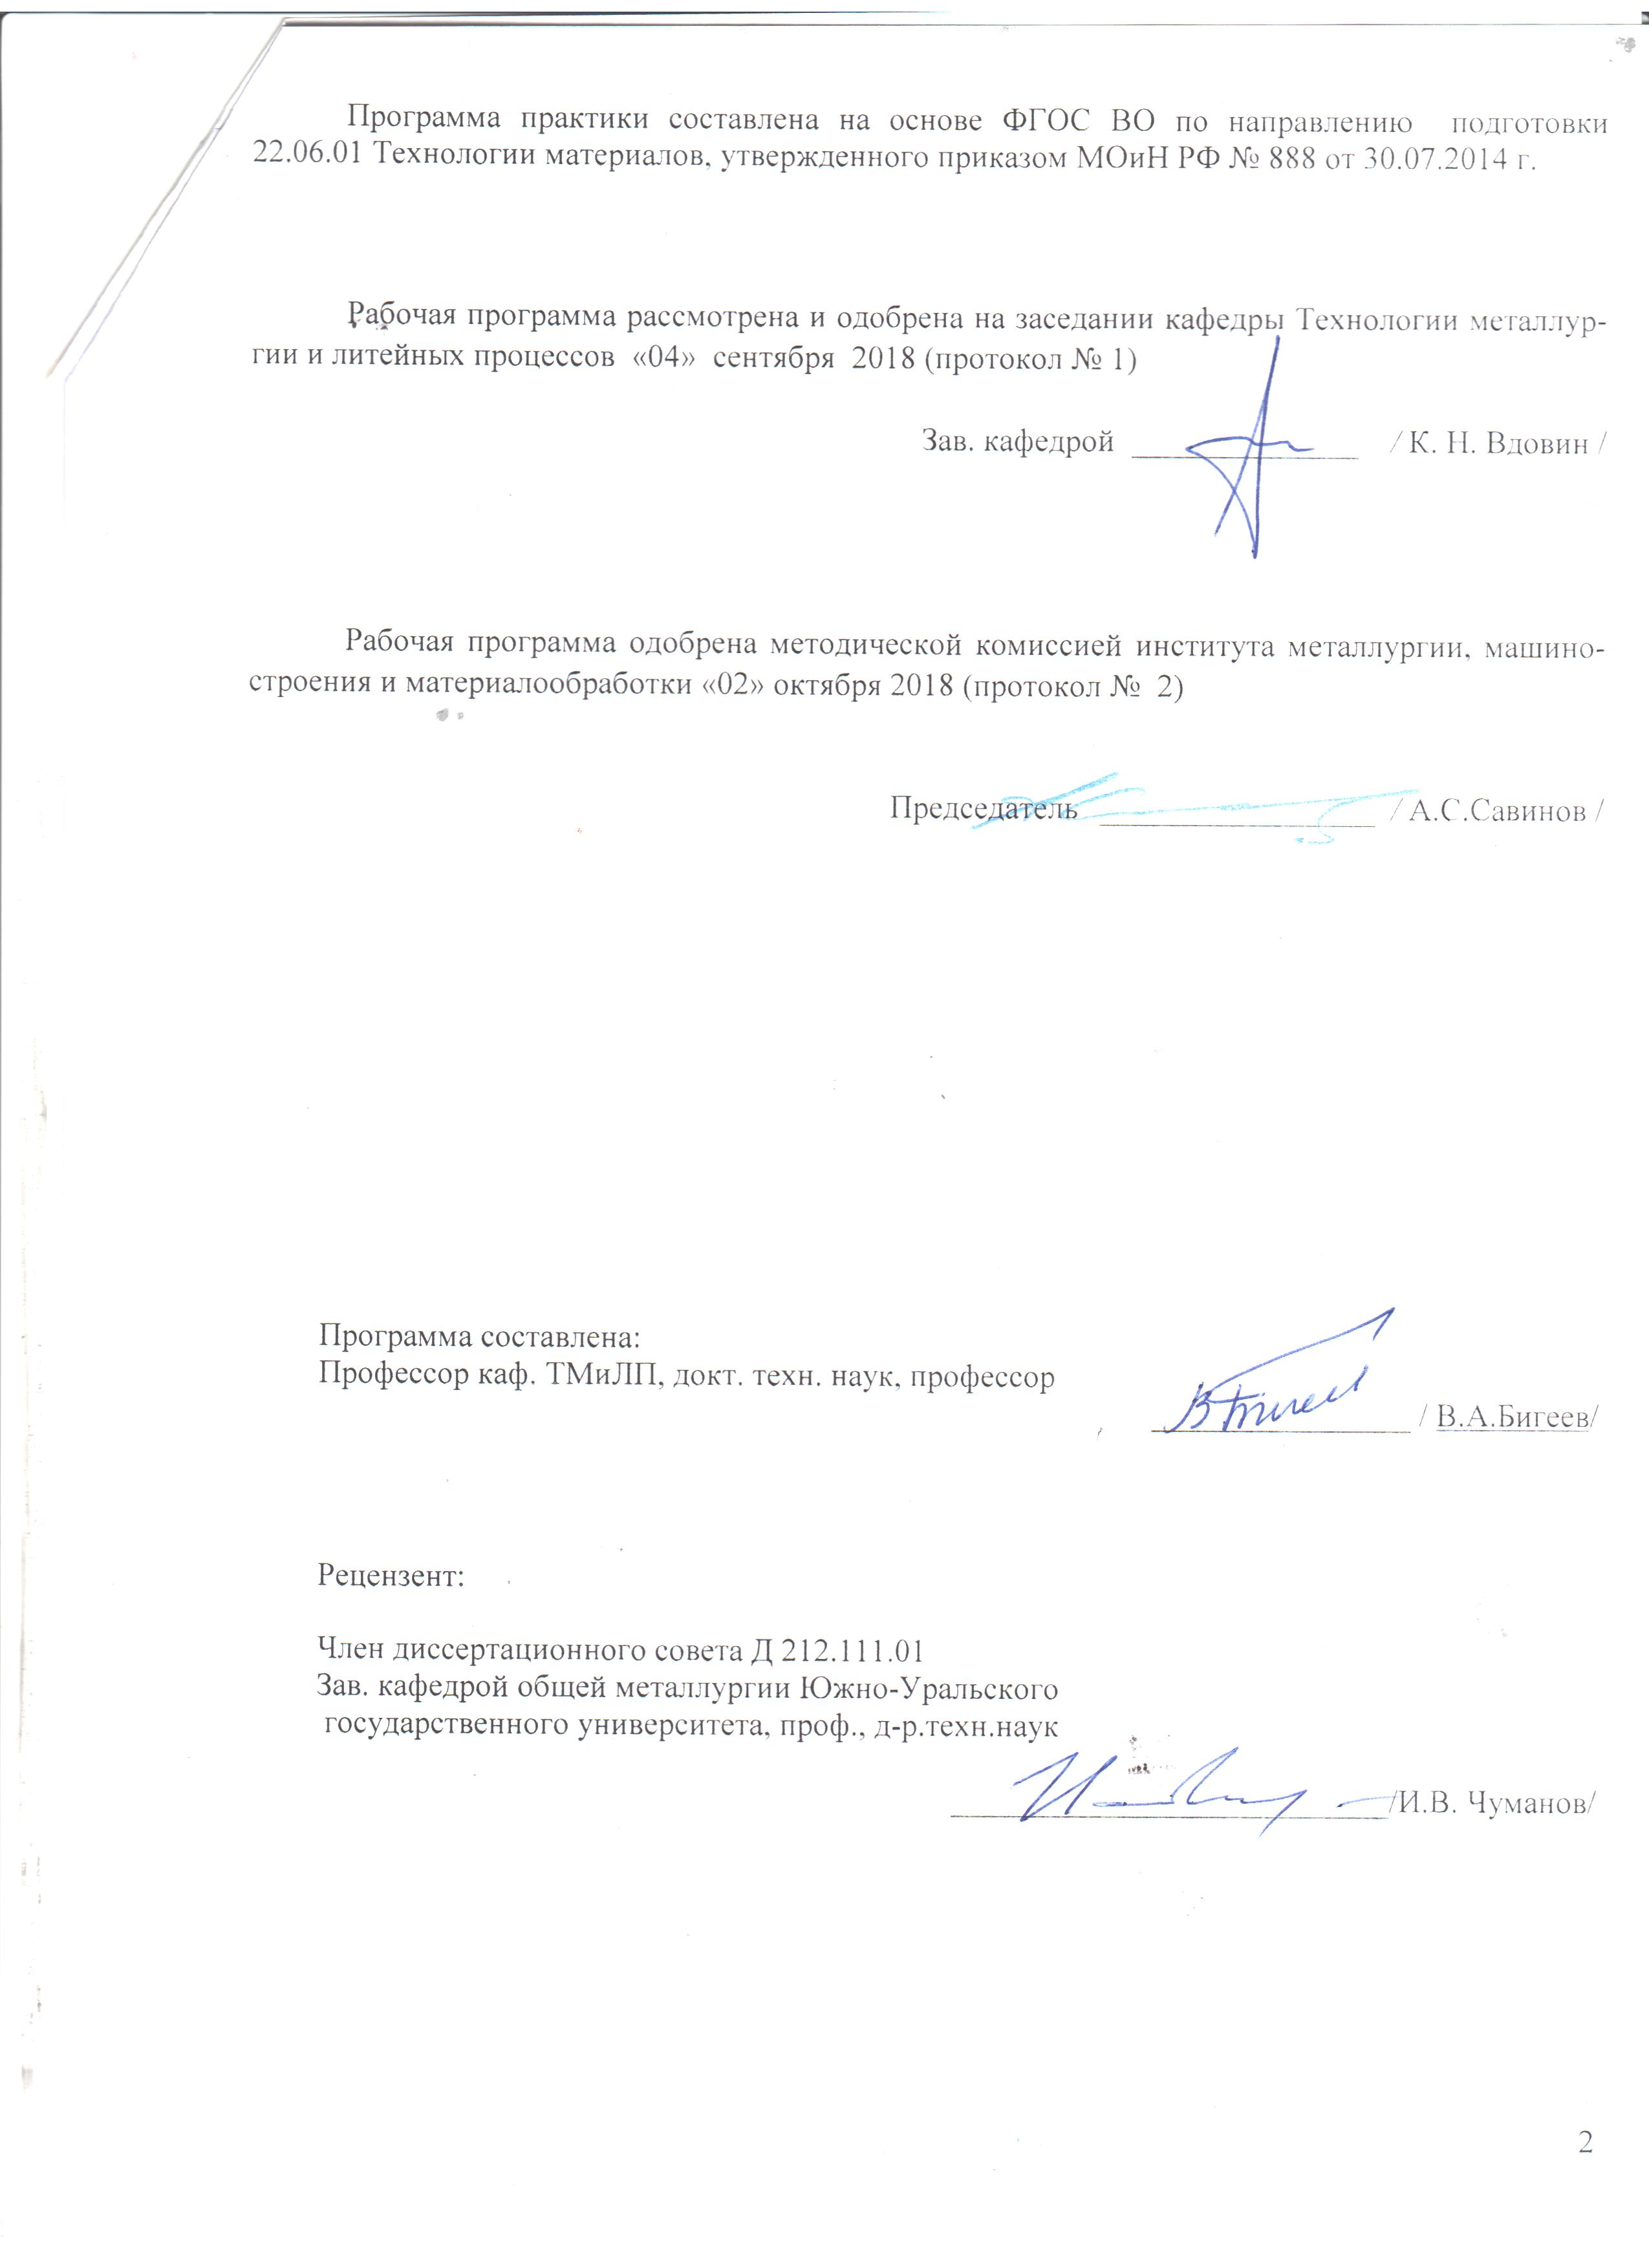 Программа практики составлена на основе ФГОС ВО по направлению подготовки
22.06.01 Технологии материалов, утвержденного приказом МОиН РФ № 888 от 30.07.2014 г.
Рабочая программа рассмотрена и одобрена на заседании кафедры Технологии металлур-
гии и литейных процессов «04» сентября 2018 (протокол № 1)
Зав. кафедрой / К. Н. Вдовин /
Рабочая программа одобрена методической комиссией института металлургии, машино-
строения и материалообработки «02» октября 2018 (протокол № 2)
Председатель / А.С.Савинов /
Программа составлена:
Профессор каф. ТМиЛП, докт. техн. наук, профессор
/ В.А.Бигеев/
Рецензент:
Член диссертационного совета Д 212.111.01
Зав. кафедрой общей металлургии Южно-Уральского
государственного университета, проф., д-р.техн.наук
/И.В. Чуманов/
2